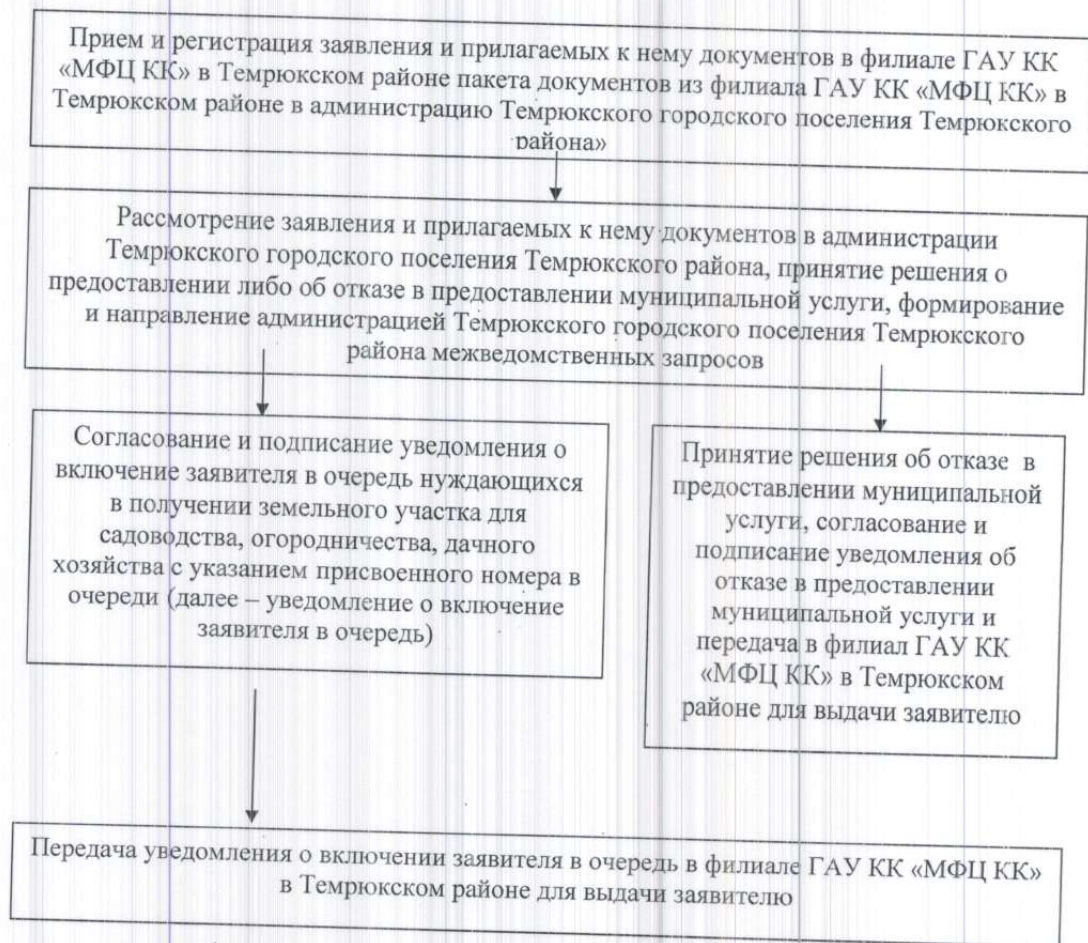 Прием и регистрация заявления и прилагаемых к нему документов в филиале ГАУ КК
«МФЦ КК» в Темрюкском районе пакета документов из филиала ГАУ КК «МФЦ КК» в
Темрюкском районе в администрацию Темрюкского городского поселения Темрюкского
района»
Рассмотрение заявления и прилагаемых к нему документов в администрации
Темрюкского городского поселения Темрюкского района, принятие решения о
предоставлении либо об отказе в предоставлении муниципальной услуги, формирование
и направление администрацией Темрюкского городского поселения Темрюкского
района межведомственных запросов
Согласование и подписание уведомления о
включение заявителя в очередь нуждающихся
в получении земельного участка для
садоводства, огородничества, дачного
хозяйства с указанием присвоенного номера в
очереди (далее – уведомление о включение
заявителя в очередь)
Принятие решения об отказе в
предоставлении муниципальной
услуги, согласование и
подписание уведомления об
отказе в предоставлении
муниципальной услуги и
передача в филиал ГАУ КК
«МФЦ КК» в Темрюкском
районе для выдачи заявителю
Передача уведомления о включении заявителя в очередь в филиале ГАУ КК «МФЦ КК»
в Темрюкском районе для выдачи заявителю